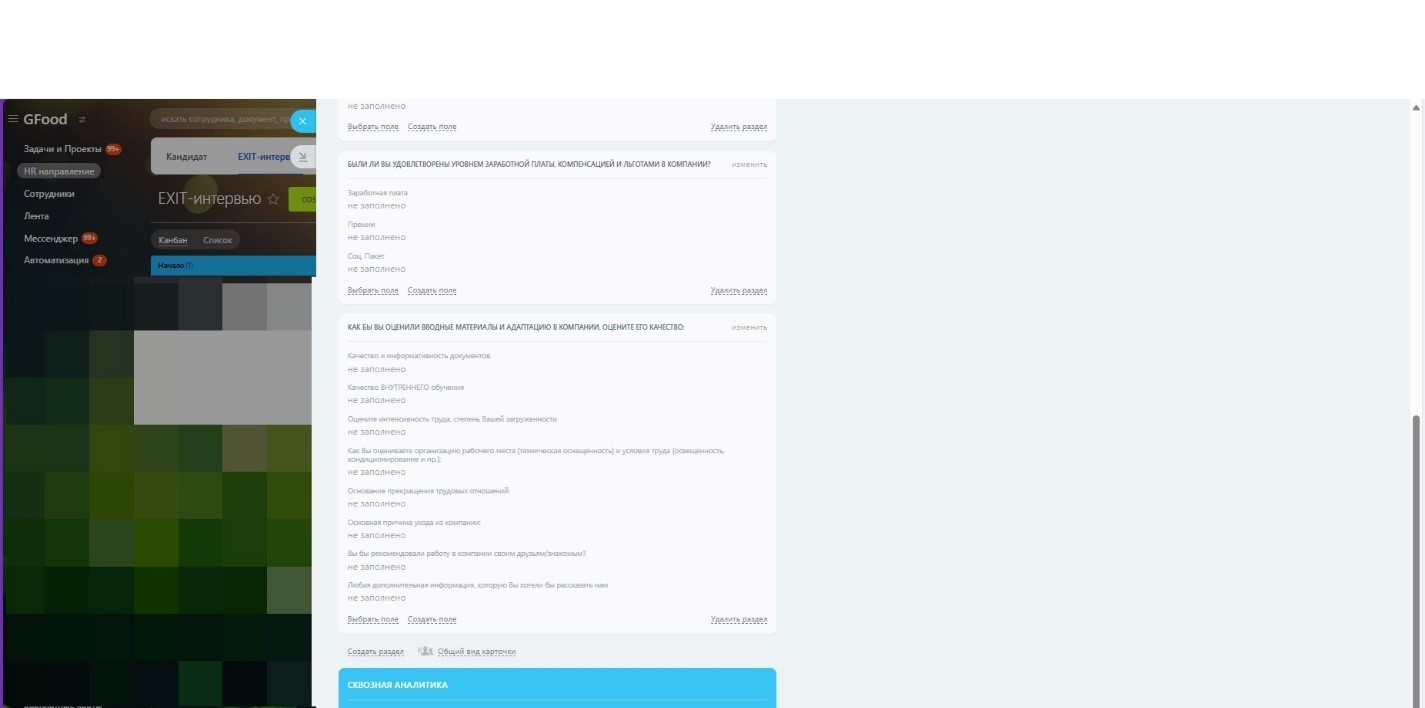 GFood
искать сотрудника, документ, пр
Задачи и Проекты 99+
HR направление
Сотрудники
Лента
Мессенджер 99+
Автоматизация 2
Кандидат EXIT-интерв
EXIT-интервью СОЗ
Канбан Список
Начало (1)
не заполнено
Выбрать поле Создать поле Удалить раздел
БЫЛИ ЛИ ВЫ УДОВЛЕТВОРЕНЫ УРОВНЕМ ЗАРАБОТНОЙ ПЛАТЫ, КОМПЕНСАЦИЕЙ И ЛЬГОТАМИ В КОМПАНИИ? изменить
Заработная плата
не заполнено
Премии
не заполнено
Соц. Пакет
не заполнено
Выбрать поле Создать поле Удалить раздел
КАК БЫ ВЫ ОЦЕНИЛИ ВВОДНЫЕ МАТЕРИАЛЫ И АДАПТАЦИЮ В КОМПАНИИ, ОЦЕНИТЕ ЕГО КАЧЕСТВО: изменить
Качество и информативность документов
не заполнено
Качество ВНУТРЕННЕГО обучения
не заполнено
Оцените интенсивность труда, степень Вашей загруженности
не заполнено
Как Вы оцениваете организацию рабочего места (техническая оснащенность) и условия труда (освещенность,
кондиционирование и пр.):
не заполнено
Основание прекращения трудовых отношений:
не заполнено
Основная причина ухода из компании:
не заполнено
Вы бы рекомендовали работу в компании своим друзьям/знакомым?
не заполнено
Любая дополнительная информация, которую Вы хотели бы рассказать нам
не заполнено
Выбрать поле Создать поле Удалить раздел
Создать раздел Общий вид карточки
СКВОЗНАЯ АНАЛИТИКА